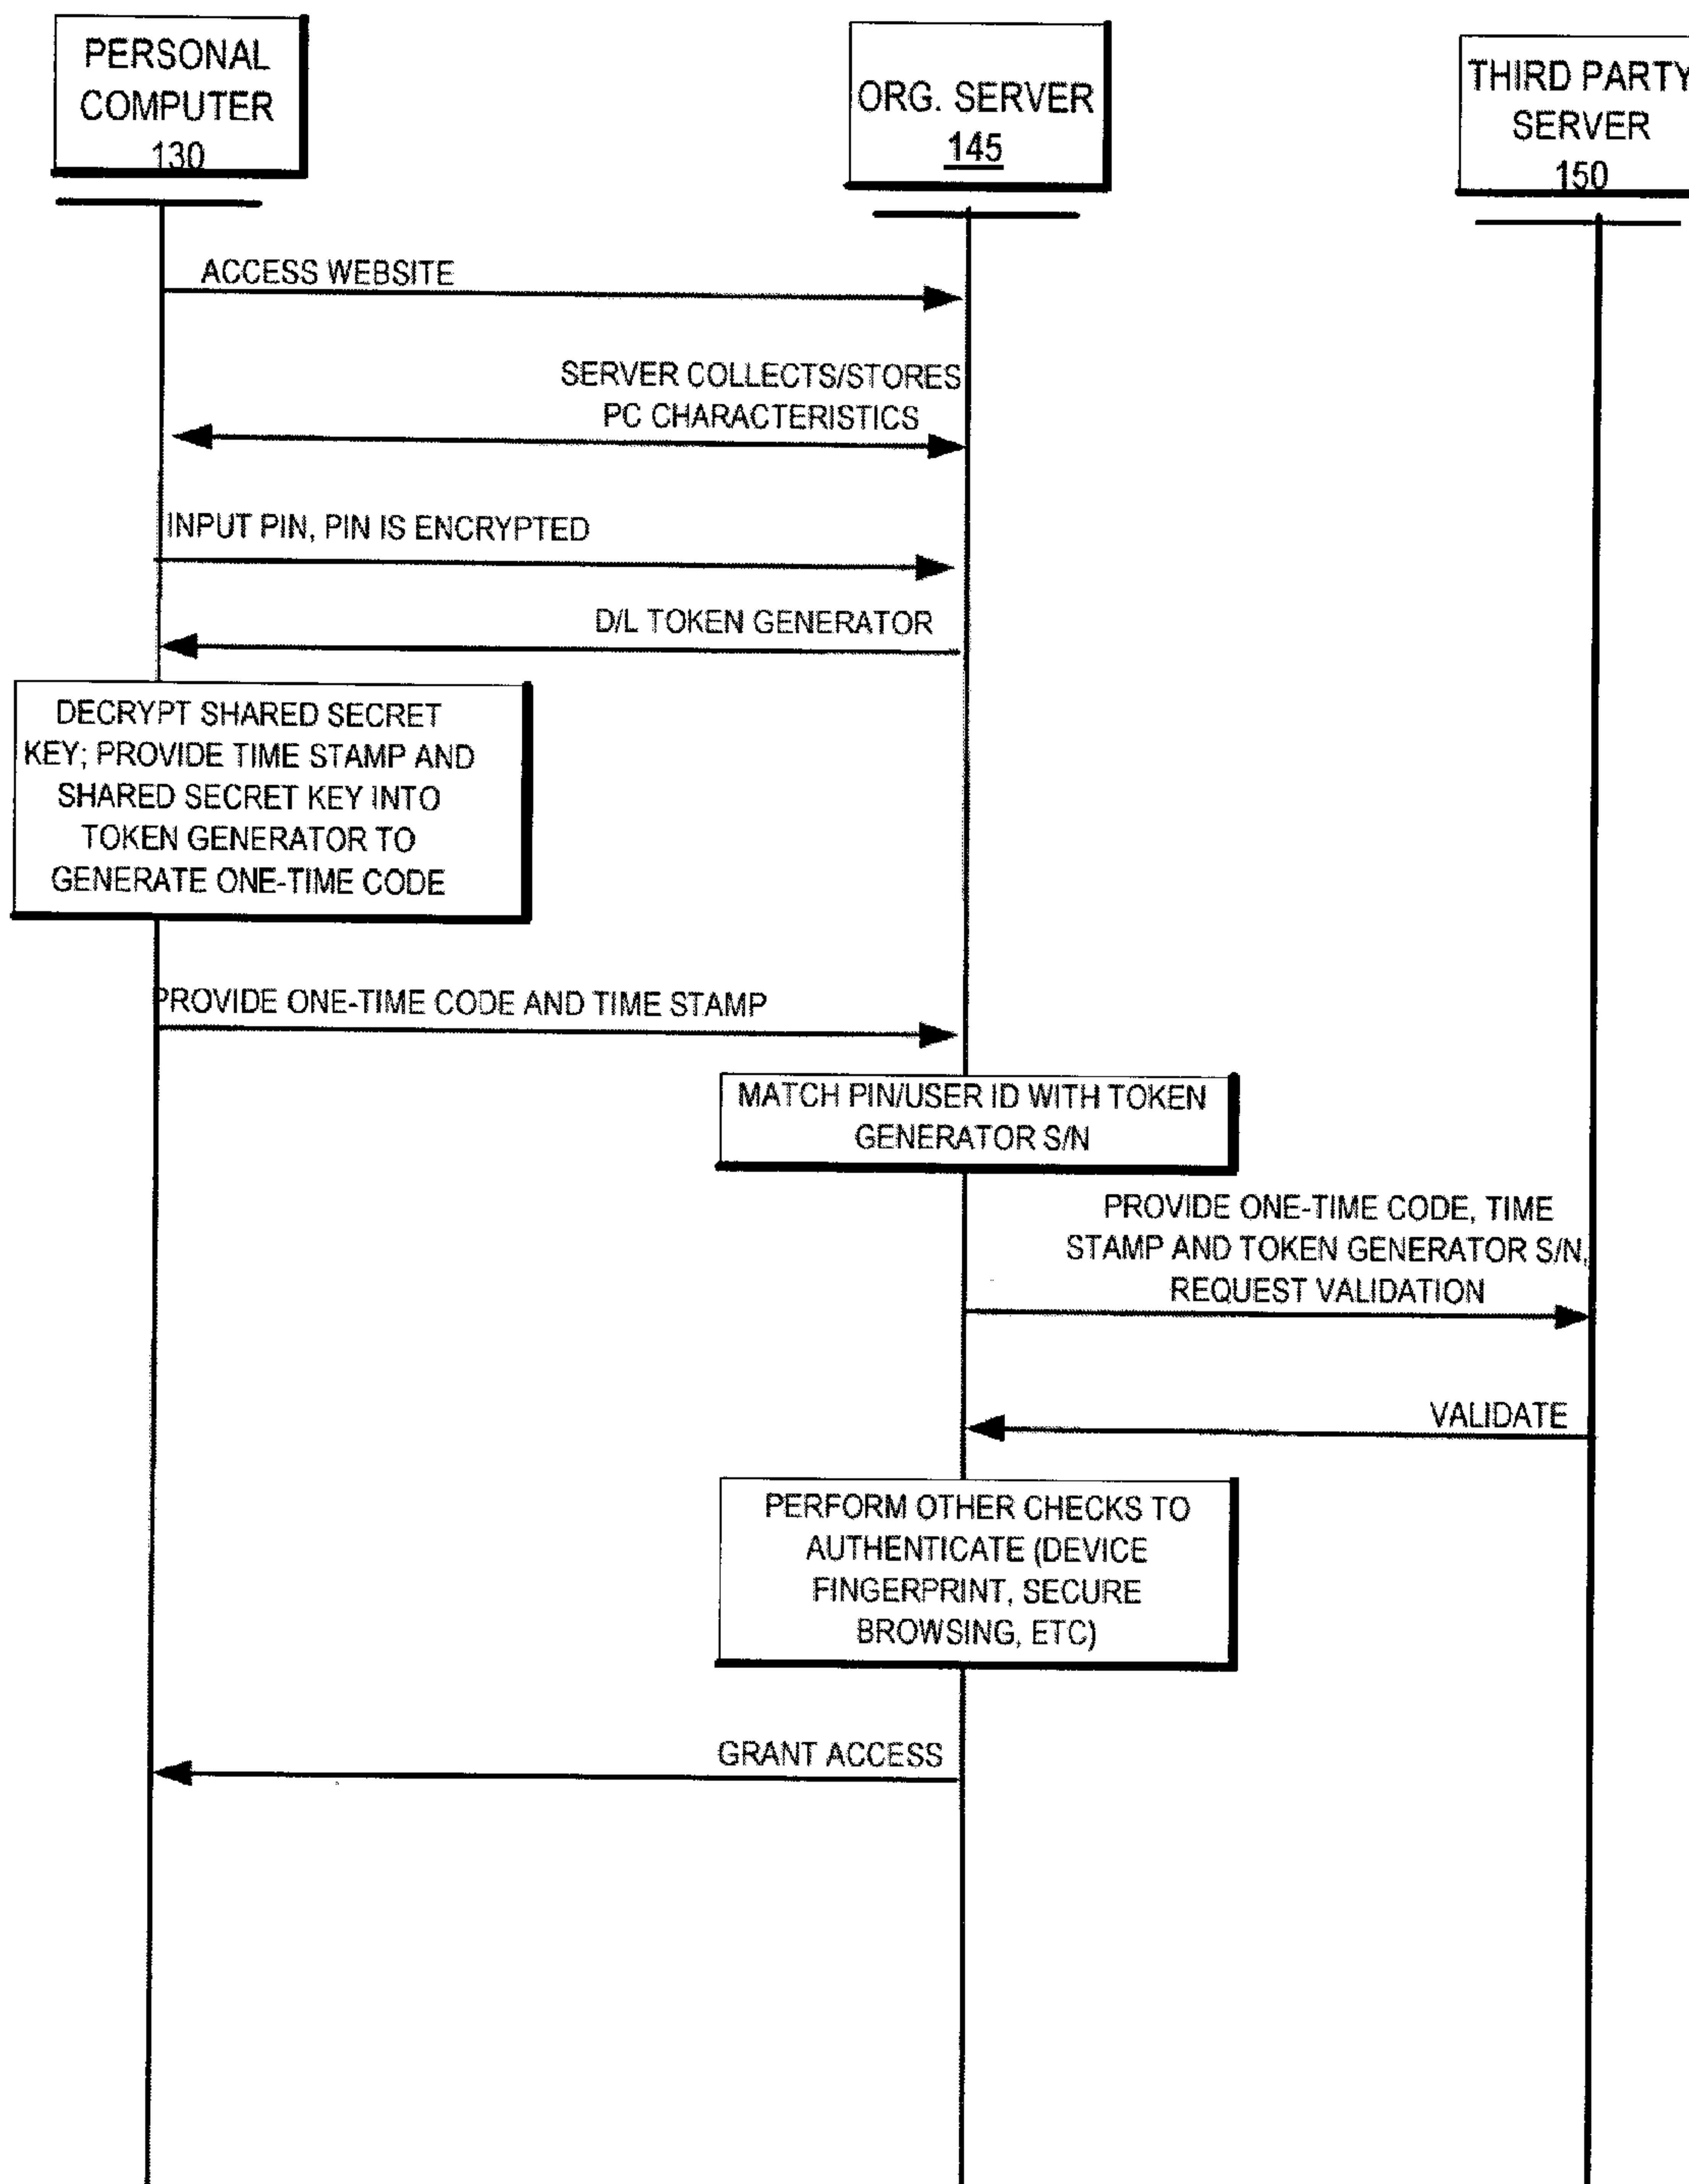 PERSONAL
COMPUTER
130
ORG. SERVER
145
THIRD PARTY
SERVER
150
ACCESS WEBSITE
SERVER COLLECTS/STORES
PC CHARACTERISTICS
INPUT PIN, PIN IS ENCRYPTED
D/L TOKEN GENERATOR
DECRYPT SHARED SECRET
KEY; PROVIDE TIME STAMP AND
SHARED SECRET KEY INTO
TOKEN GENERATOR TO
GENERATE ONE-TIME CODE
PROVIDE ONE-TIME CODE AND TIME STAMP
MATCH PIN/USER ID WITH TOKEN
GENERATOR S/N
PROVIDE ONE-TIME CODE, TIME
STAMP AND TOKEN GENERATOR S/N,
REQUEST VALIDATION
VALIDATE
PERFORM OTHER CHECKS TO
AUTHENTICATE (DEVICE
FINGERPRINT, SECURE
BROWSING, ETC)
GRANT ACCESS